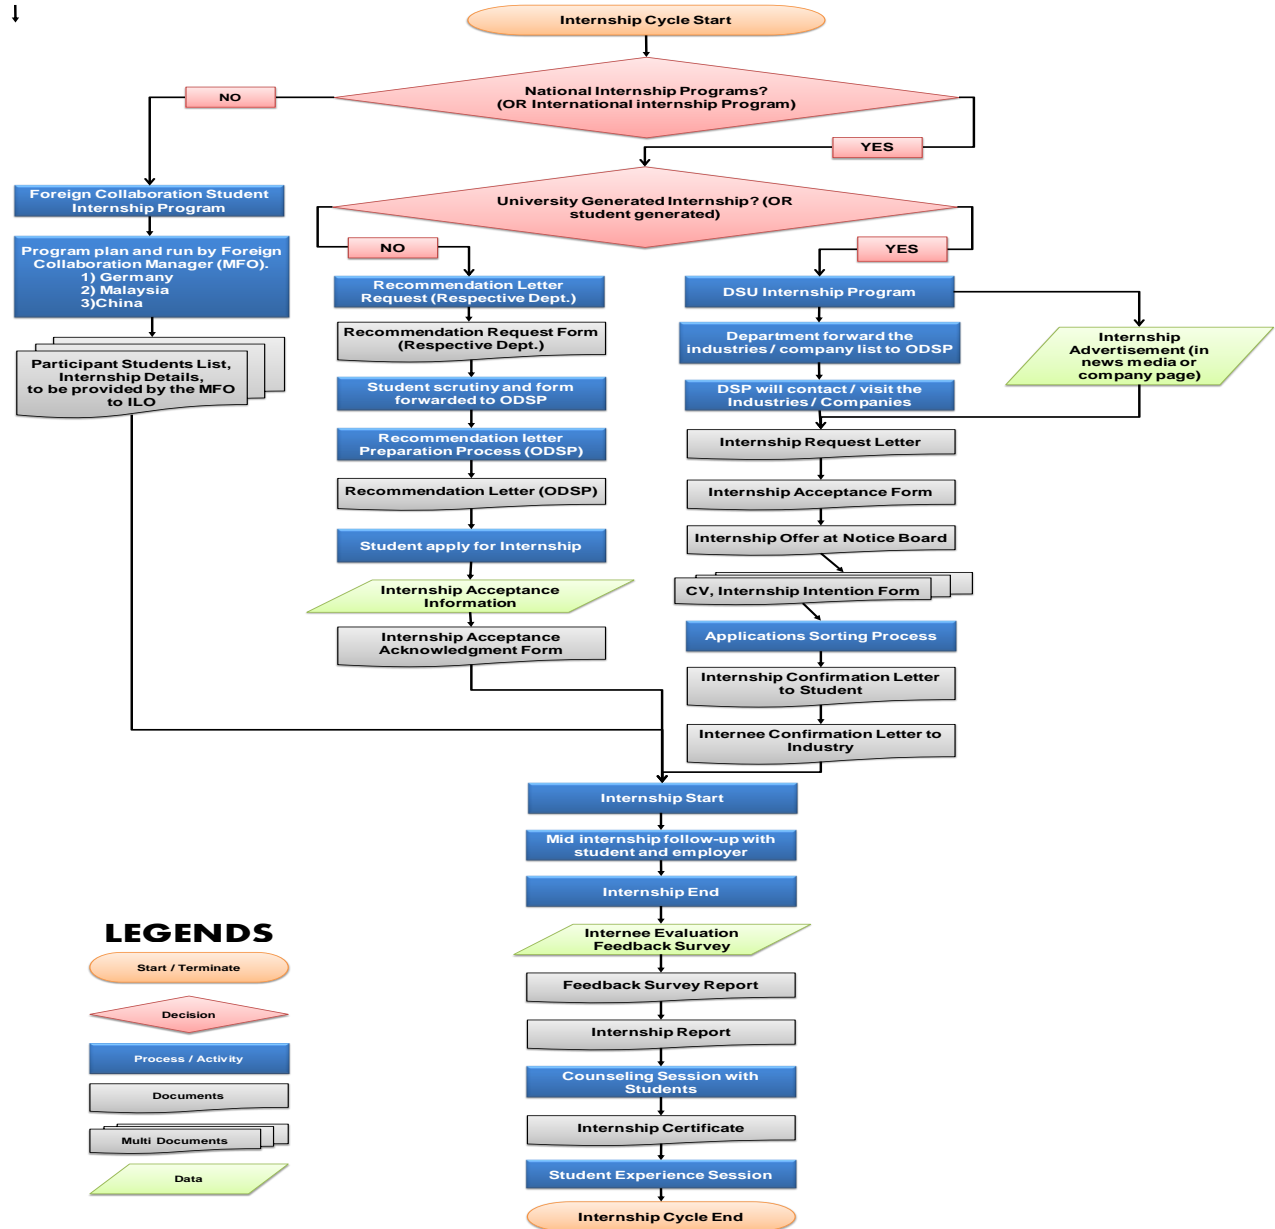 Internship Cycle Start
National Internship Programs?
(OR International internship Program)
NO
YES
Foreign Collaboration Student
Internship Program
University Generated Internship? (OR
student generated)
Program plan and run by Foreign
Collaboration Manager (MFO).
1) Germany
2) Malaysia
3)China
NO
YES
Participant Students List,
Internship Details,
to be provided by the MFO
to ILO
Recommendation Letter
Request (Respective Dept.)
Recommendation Request Form
(Respective Dept.)
Student scrutiny and form
forwarded to ODSP
Recommendation letter
Preparation Process (ODSP)
Recommendation Letter (ODSP)
Student apply for Internship
Internship Acceptance
Information
Internship Acceptance
Acknowledgment Form
DSU Internship Program
Department forward the
industries / company list to ODSP
DSP will contact / visit the
Industries / Companies
Internship
Advertisement (in
news media or
company page)
Internship Request Letter
Internship Acceptance Form
Internship Offer at Notice Board
CV, Internship Intention Form
Applications Sorting Process
Internship Confirmation Letter
to Student
Internee Confirmation Letter to
Industry
Internship Start
Mid internship follow-up with
student and employer
Internship End
Internee Evaluation
Feedback Survey
Feedback Survey Report
Internship Report
Counseling Session with
Students
Internship Certificate
Student Experience Session
Internship Cycle End
LEGENDS
Start / Terminate
Decision
Process / Activity
Documents
Multi Documents
Data